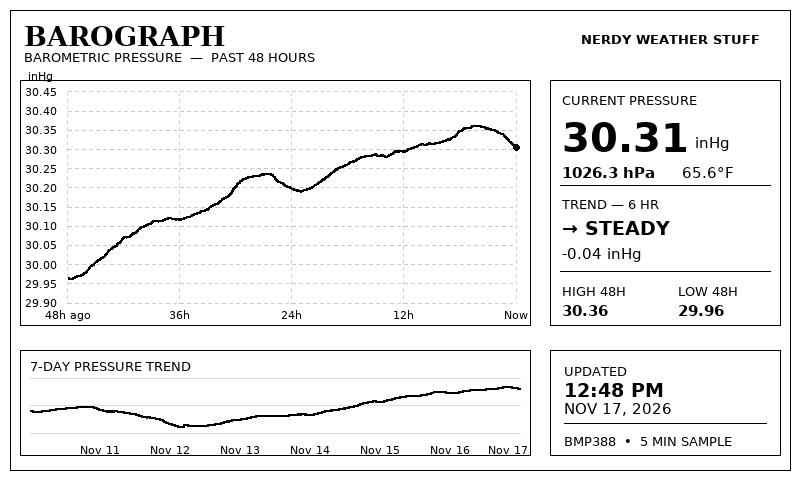 BAROGRAPH
BAROMETRIC PRESSURE — PAST 48 HOURS
NERDY WEATHER STUFF
inHg
30.45
30.40
30.35
30.30
30.25
30.20
30.15
30.10
30.05
30.00
29.95
29.90
48h ago 36h 24h 12h Now
CURRENT PRESSURE
30.31 inHg
1026.3 hPa 65.6°F
TREND — 6 HR
→ STEADY
-0.04 inHg
HIGH 48H LOW 48H
30.36 29.96
7-DAY PRESSURE TREND
Nov 11 Nov 12 Nov 13 Nov 14 Nov 15 Nov 16 Nov 17
UPDATED
12:48 PM
NOV 17, 2026
BMP388 • 5 MIN SAMPLE